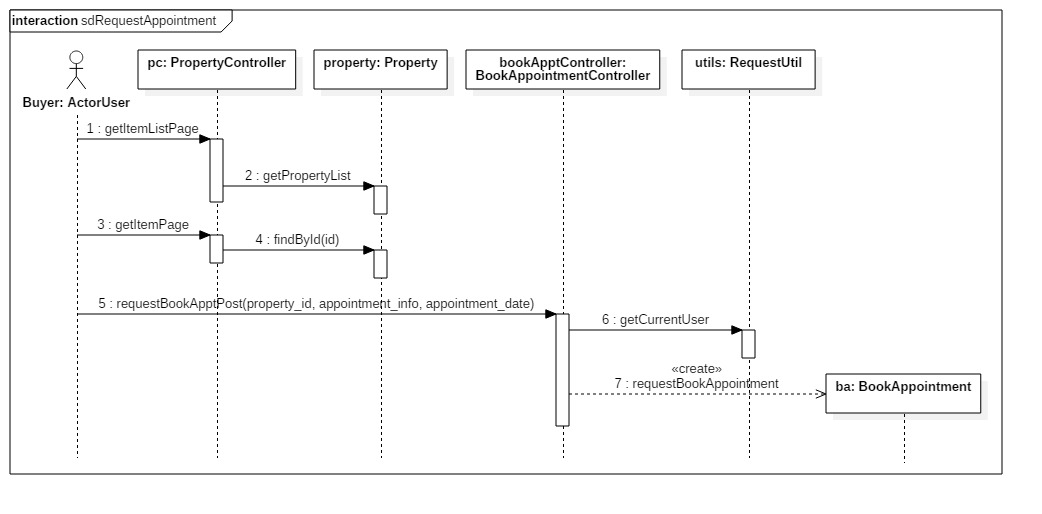 interaction sdRequestAppointment
Buyer: ActorUser
pc: PropertyController
property: Property
bookApptController:
BookAppointmentController
utils: RequestUtil
1 : getItemListPage
2 : getPropertyList
3 : getItemPage
4 : findById(id)
5 : requestBookApptPost(property_id, appointment_info, appointment_date)
6 : getCurrentUser
«create»
7 : requestBookAppointment
ba: BookAppointment